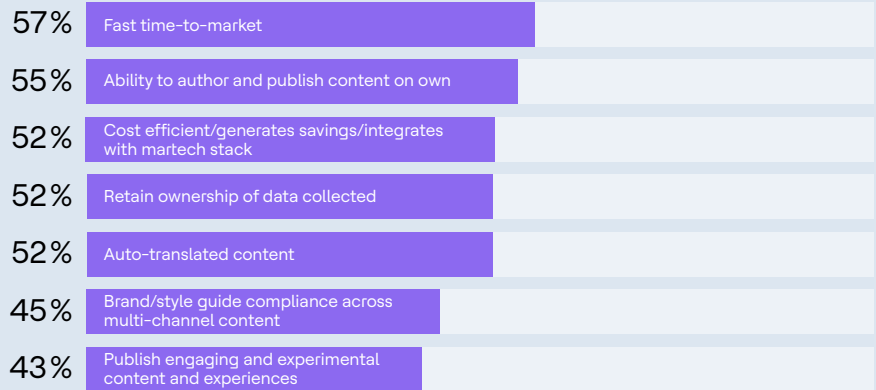 57%
Fast time-to-market
55%
Ability to author and publish content on own
52%
Cost efficient/generates savings/integrates
with martech stack
52%
Retain ownership of data collected
52%
Auto-translated content
45%
Brand/style guide compliance across
multi-channel content
43%
Publish engaging and experimental
content and experiences